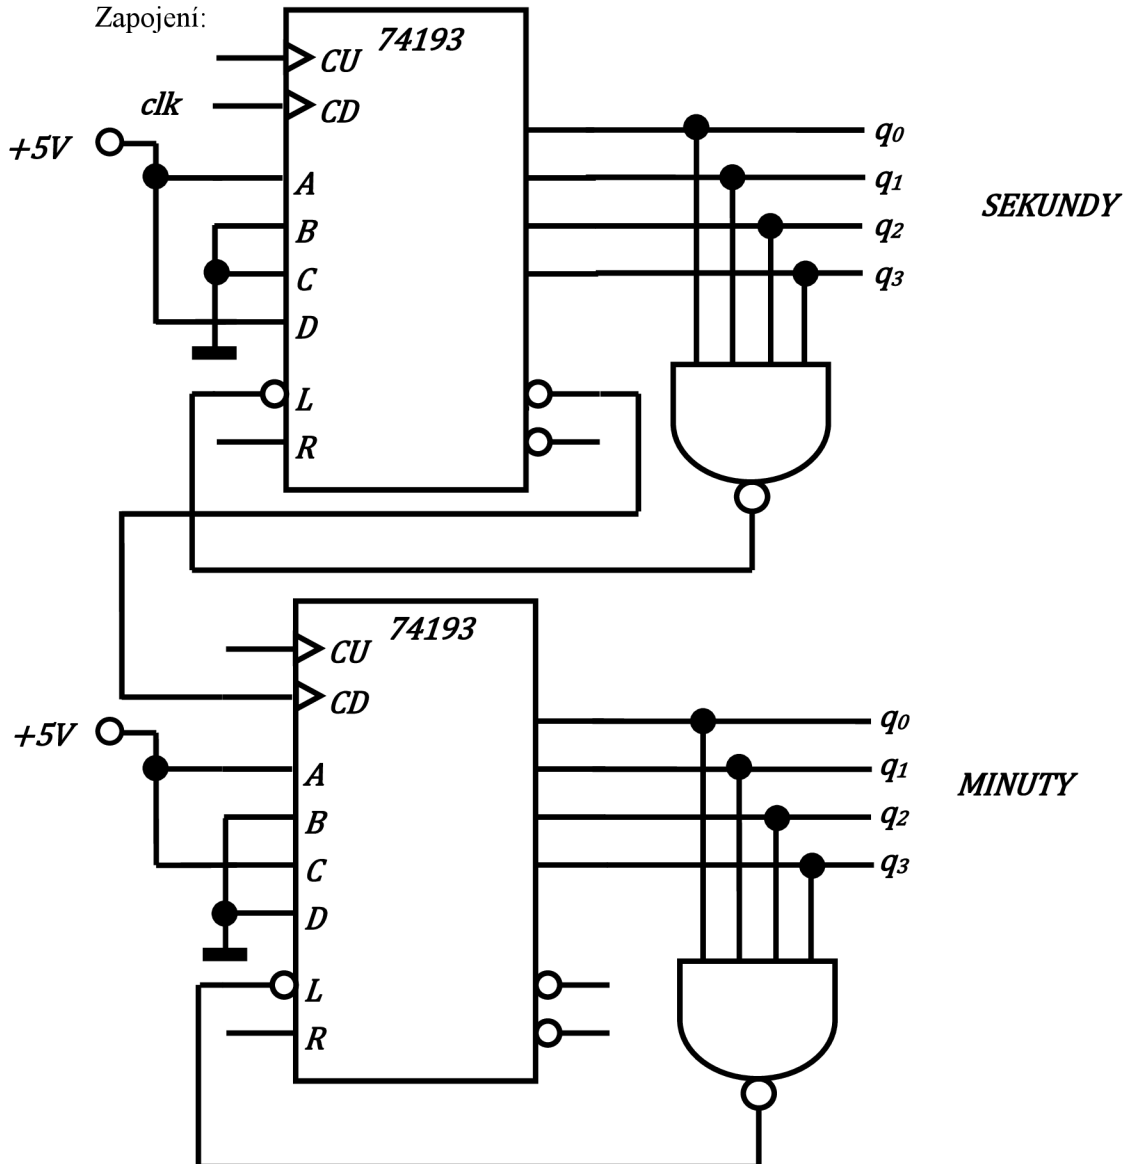 Zapojení:
74193
CU
clk
CD
+5V
A
B
C
D
L
R
q0
q1
q2
q3
SEKUNDY
74193
CU
CD
+5V
A
B
C
D
L
R
q0
q1
q2
q3
MINUTY